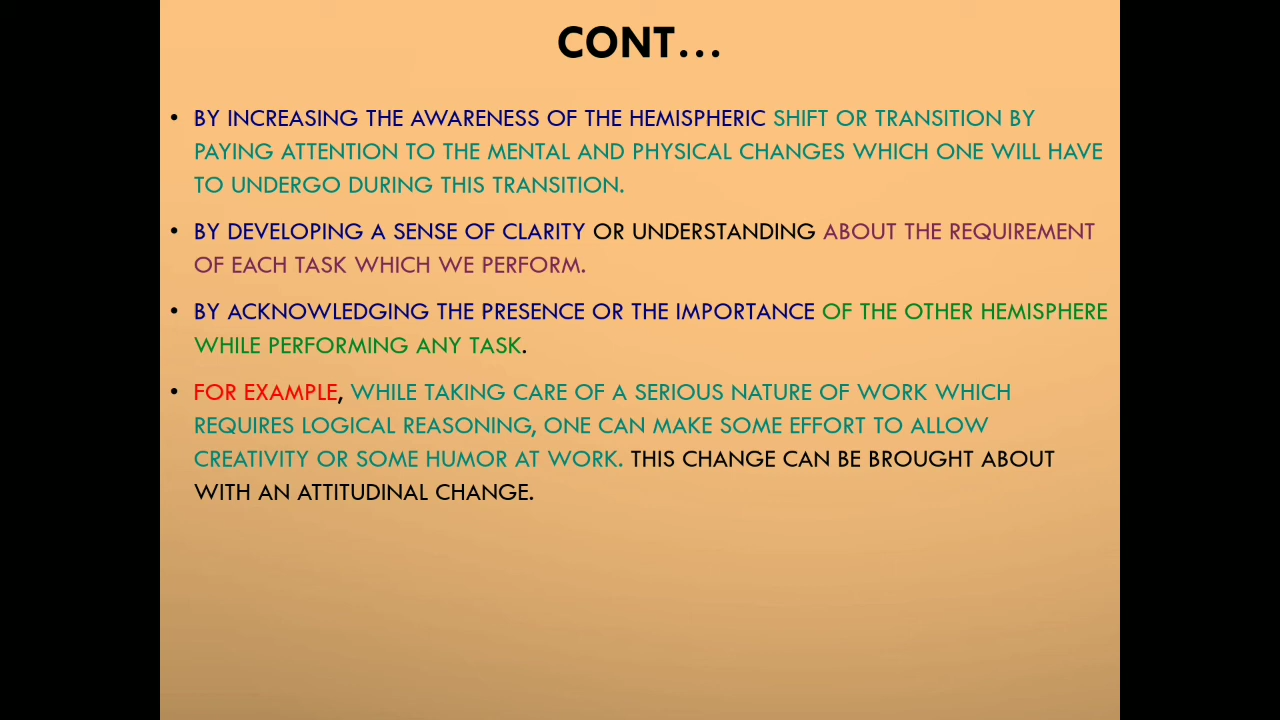 CONT...
• BY INCREASING THE AWARENESS OF THE HEMISPHERIC SHIFT OR TRANSITION BY
PAYING ATTENTION TO THE MENTAL AND PHYSICAL CHANGES WHICH ONE WILL HAVE
TO UNDERGO DURING THIS TRANSITION.
• BY DEVELOPING A SENSE OF CLARITY OR UNDERSTANDING ABOUT THE REQUIREMENT
OF EACH TASK WHICH WE PERFORM.
• BY ACKNOWLEDGING THE PRESENCE OR THE IMPORTANCE OF THE OTHER HEMISPHERE
WHILE PERFORMING ANY TASK.
• FOR EXAMPLE, WHILE TAKING CARE OF A SERIOUS NATURE OF WORK WHICH
REQUIRES LOGICAL REASONING, ONE CAN MAKE SOME EFFORT TO ALLOW
CREATIVITY OR SOME HUMOR AT WORK. THIS CHANGE CAN BE BROUGHT ABOUT
WITH AN ATTITUDINAL CHANGE.